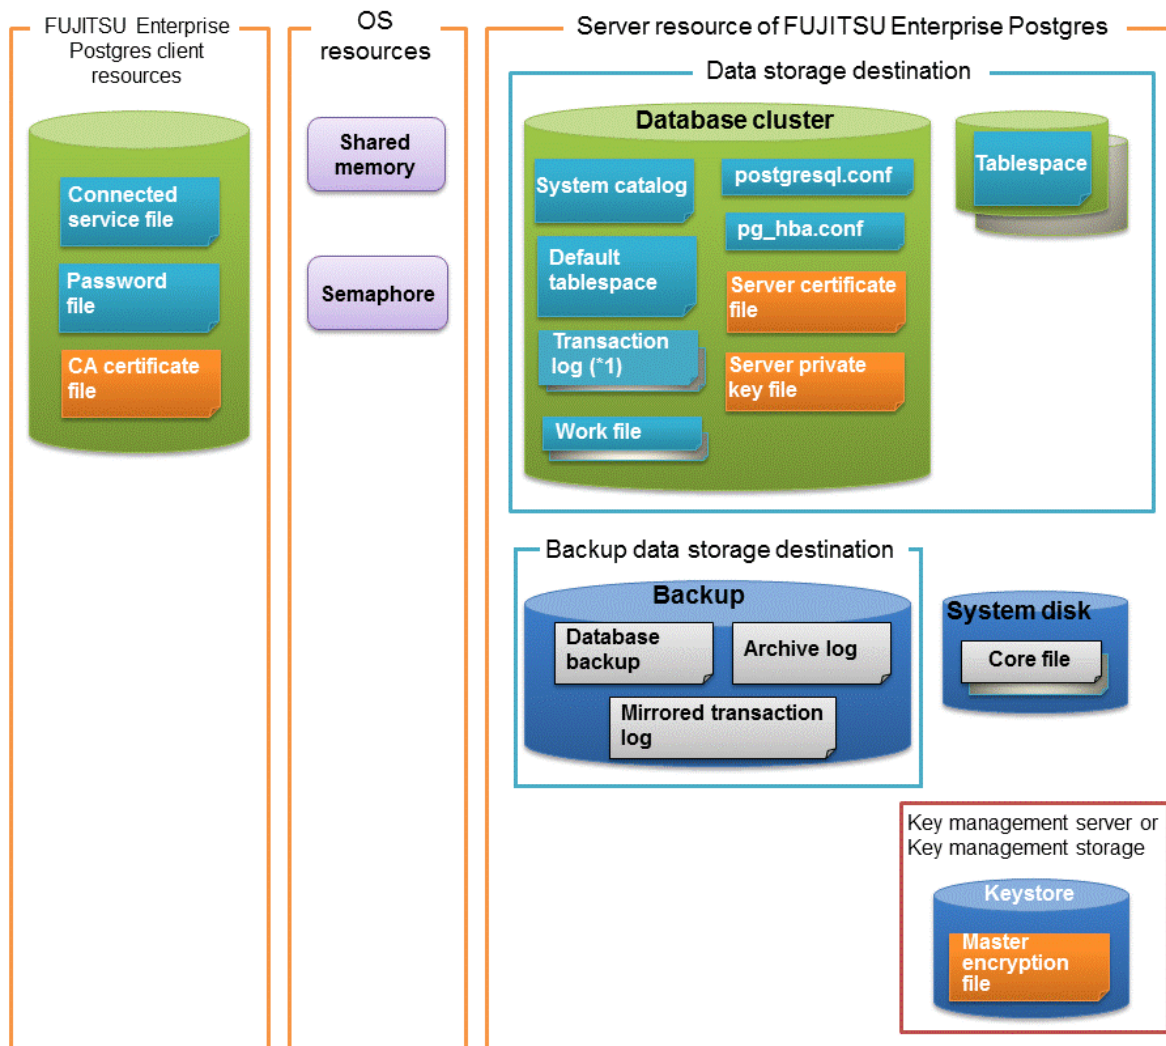 FUJITSU Enterprise
Postgres client
resources
Connected
service file
Password
file
CA certificate
file
OS
resources
Shared
memory
Semaphore
Server resource of FUJITSU Enterprise Postgres
Data storage destination
Database cluster
System catalog
Default
tablespace
Transaction
log (*1)
Work file
postgresql.conf
pg_hba.conf
Server certificate
file
Server private
key file
Tablespace
Backup data storage destination
Backup
Database
backup
Archive log
Mirrored transaction
log
System disk
Core file
Key management server or
Key management storage
Keystore
Master
encryption
file